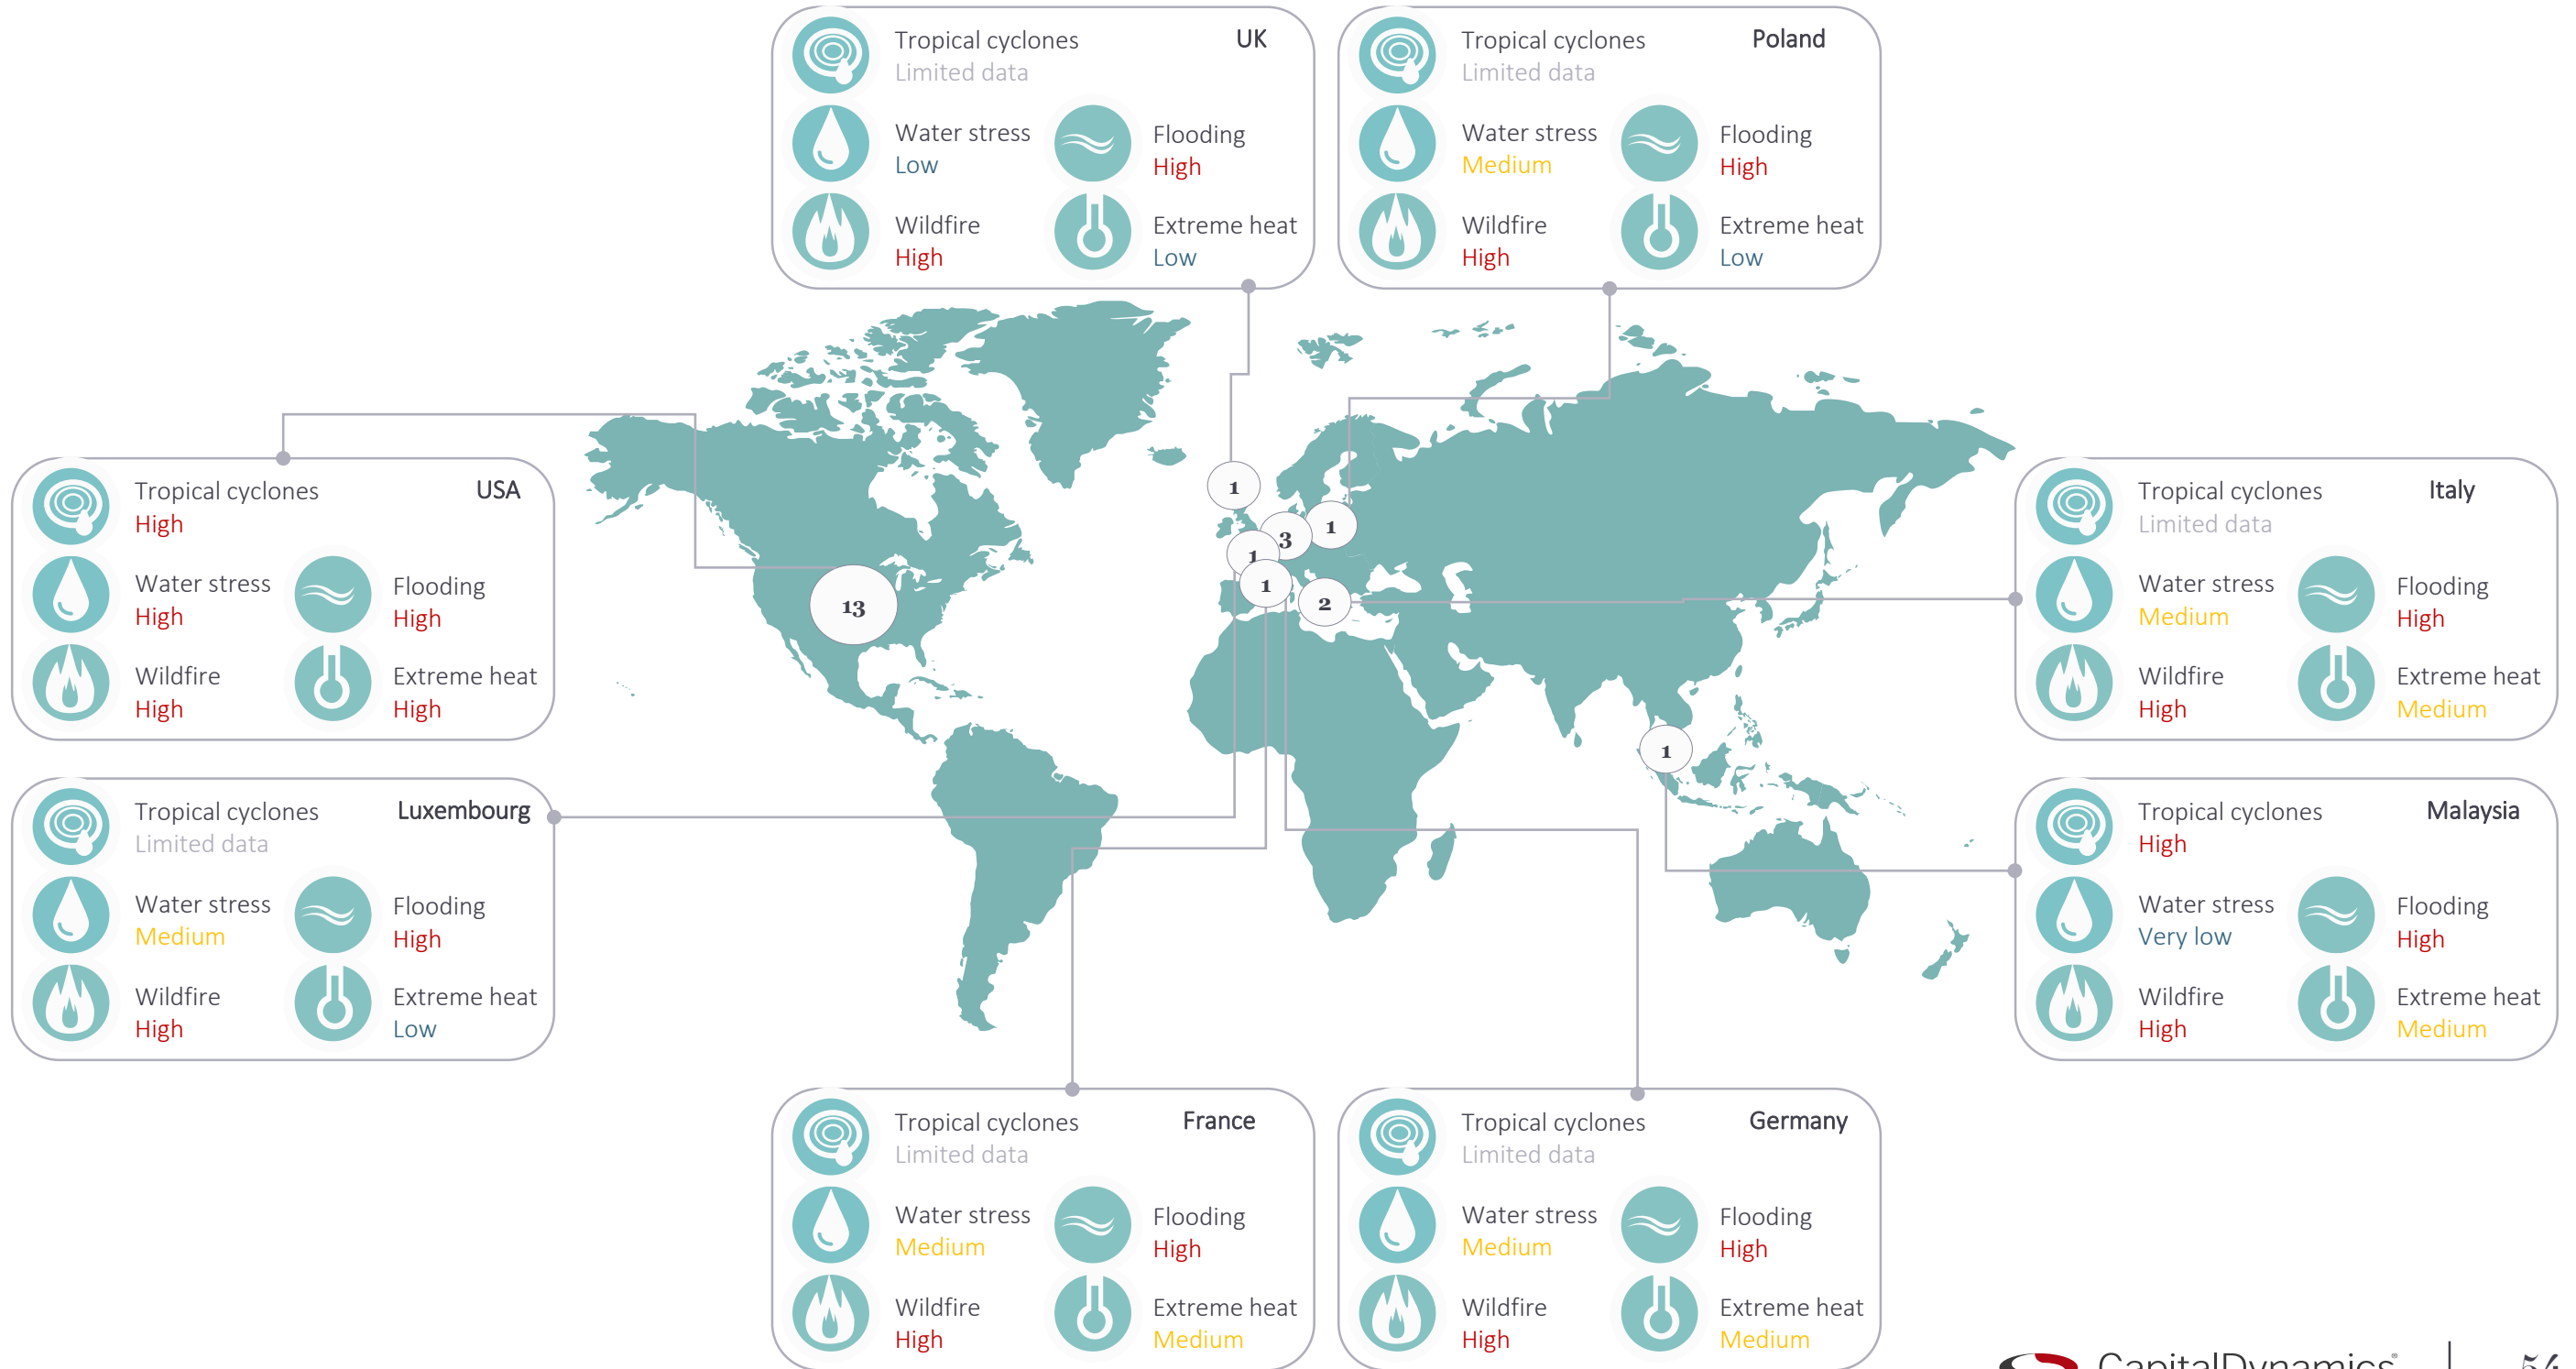 Tropical cyclones UK
Limited data
Water stress Flooding
Low High
Wildfire Extreme heat
High Low
Tropical cyclones Poland
Limited data
Water stress Flooding
Medium High
Wildfire Extreme heat
High Low
Tropical cyclones USA
High
Water stress Flooding
High High
Wildfire Extreme heat
High High
1
1
3
1
1
2
13
1
Tropical cyclones Italy
Limited data
Water stress Flooding
Medium High
Wildfire Extreme heat
High Medium
Tropical cyclones Luxembourg
Limited data
Water stress Flooding
Medium High
Wildfire Extreme heat
High Low
Tropical cyclones Malaysia
High
Water stress Flooding
Very low High
Wildfire Extreme heat
High Medium
Tropical cyclones France
Limited data
Water stress Flooding
Medium High
Wildfire Extreme heat
High Medium
Tropical cyclones Germany
Limited data
Water stress Flooding
Medium High
Wildfire Extreme heat
High Medium
CapitalDynamics®